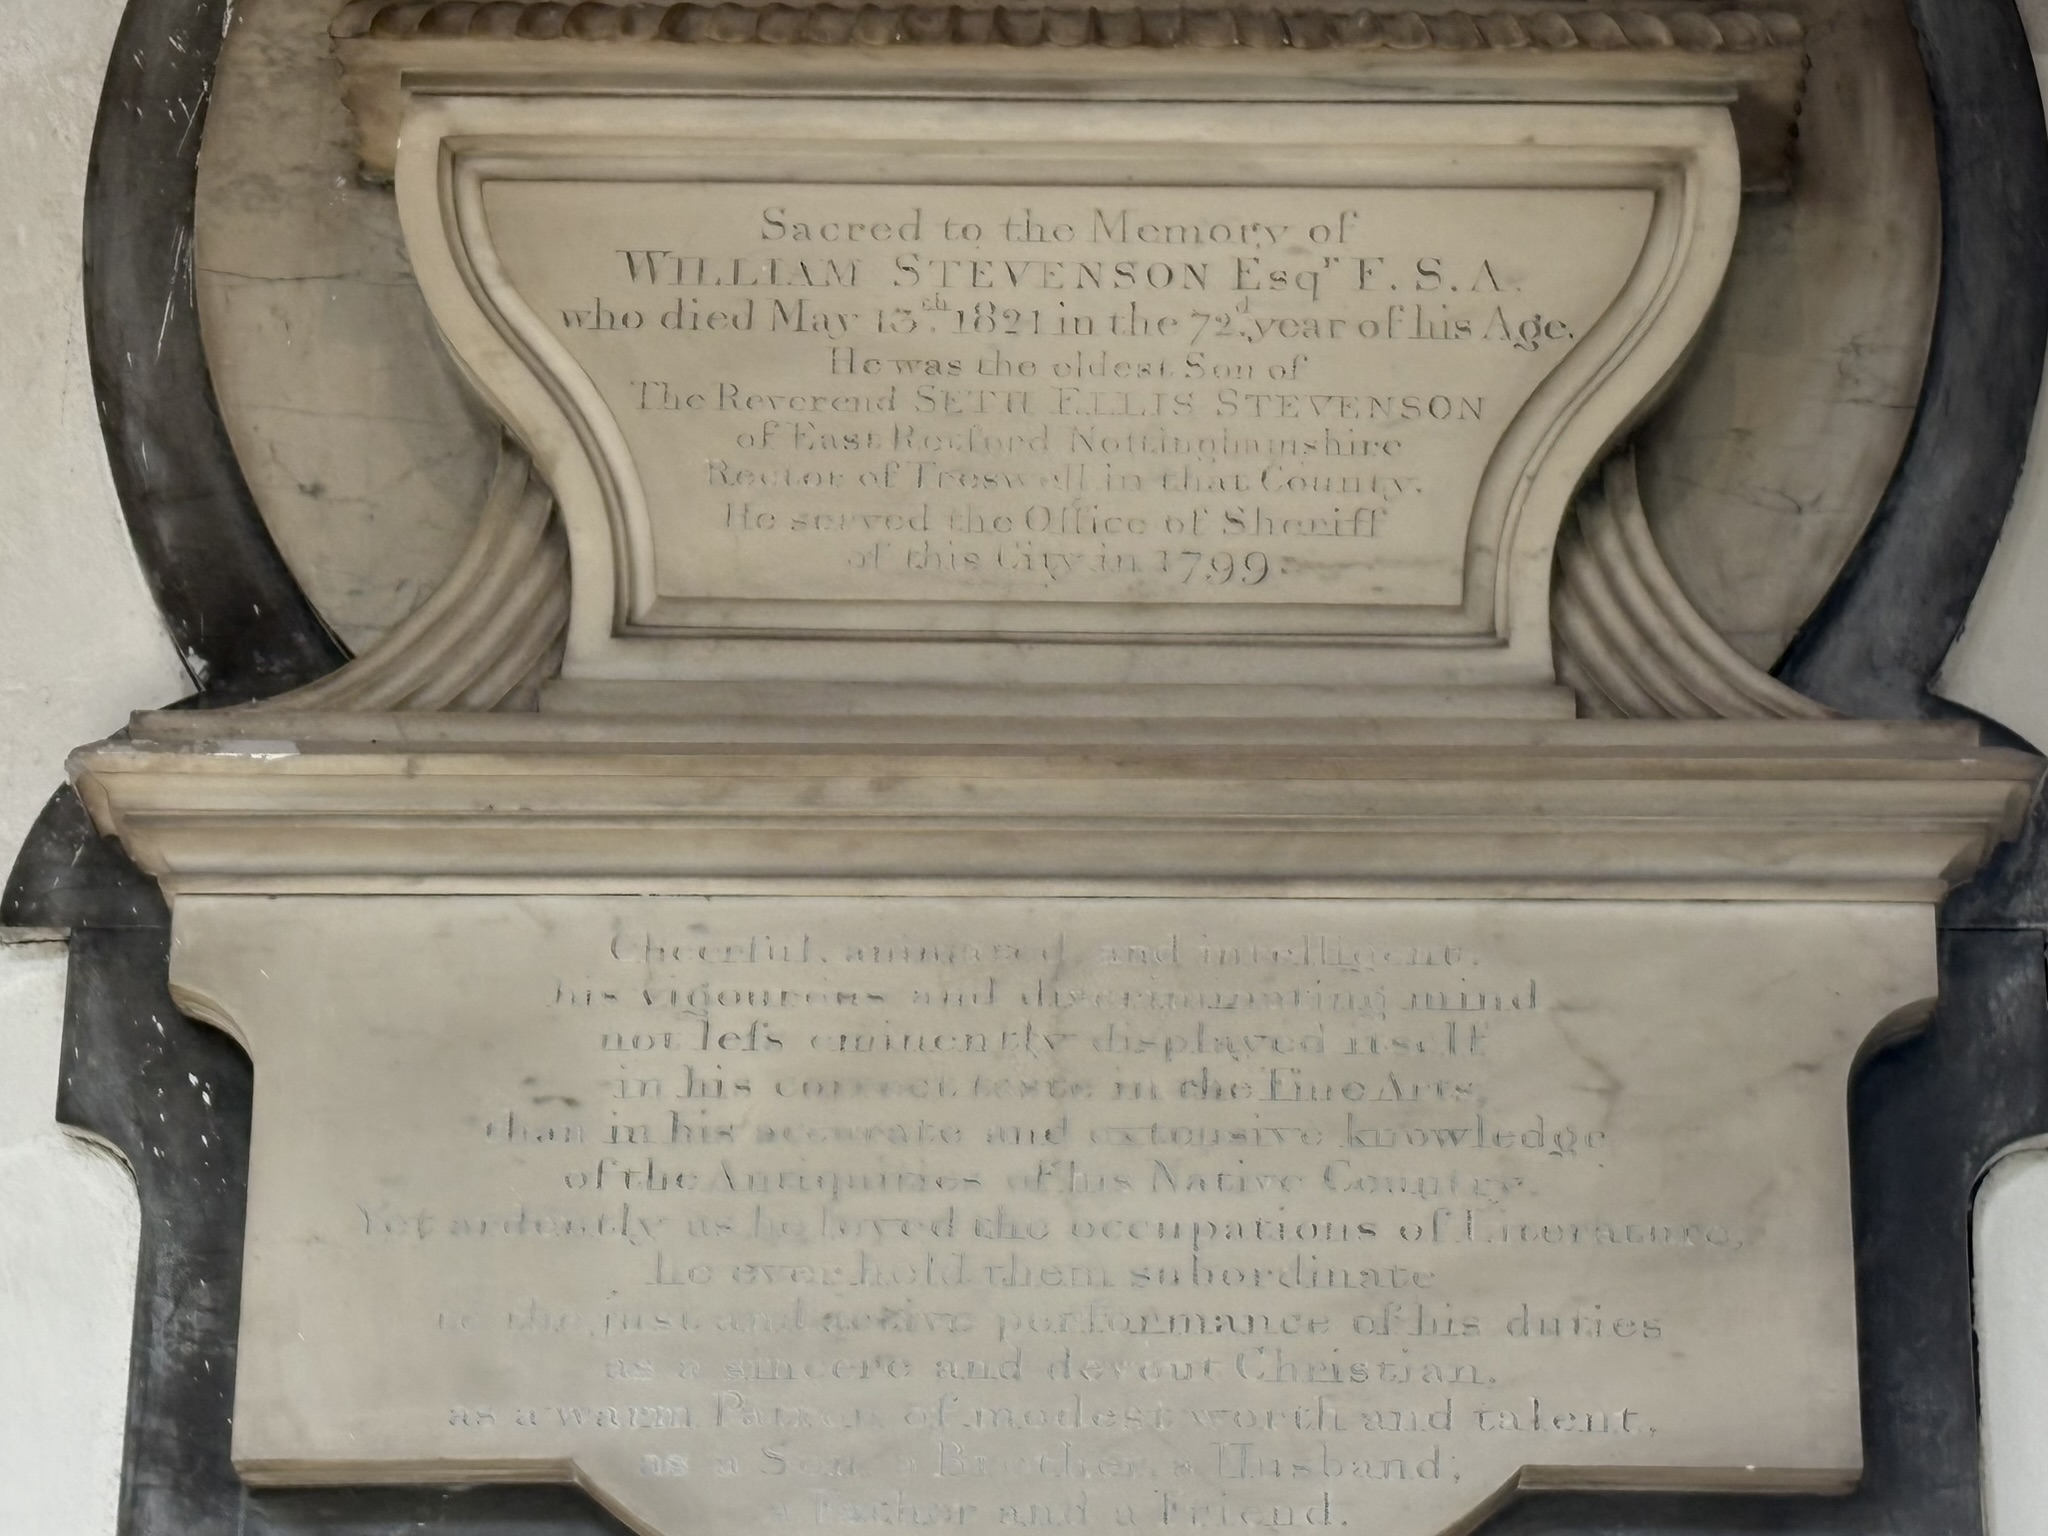 Sacred to the Memory of
WILLIAM STEVENSON Esqr F. S. A.
who died May 13th 1821 in the 72d year of his Age.
He was the eldest Son of
The Reverend SETH ELLIS STEVENSON
of East Retford Nottinghamshire
Rector of Treswell in that County.
He served the Office of Sheriff
of this City in 1799.
Cheerful, animated, and intelligent,
his vigourous and discriminating mind
not leſs eminently displayed itself
in his correct taste in the Fine Arts,
than in his accurate and extensive knowledge
of the Antiquities of his Native Country.
Yet ardently as he loved the occupations of Literature,
he ever held them subordinate
to the just and active performance of his duties
as a sincere and devout Christian,
as a warm Patron of modest worth and talent,
as a Son, a Brother, a Husband;
a Father and a Friend.